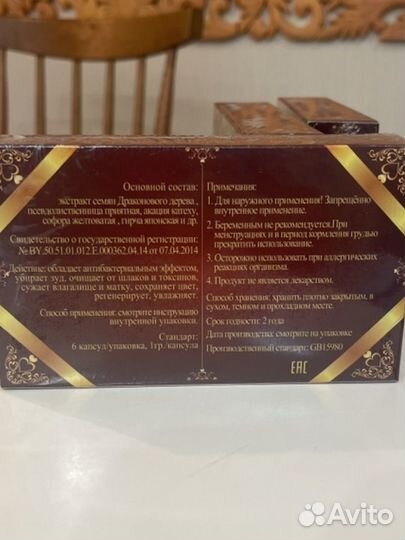 Основной состав:
экстракт семян Драконового дерева ,
псевдолиственница приятная, акация катеху,
софора желтоватая , гирча японская и др.
Свидетельство о государственной регистрации:
№ BY.50.51.01.012.E.000362.04.14 от 07.04.2014
Действие: обладает антибактериальным эффектом,
убирает зуд, очищает от шлаков и токсинов,
сужает влагалище и матку, сохраняет цвет,
регенерирует, увлажняет.
Способ применения: смотрите инструкцию
внутренной упаковки.
Стандарт:
6 капсул/упаковка, 1гр./капсула
Примечания:
1. Для наружного применения! Запрещённо
внутренное применение.
2. Беременным не рекомендуется.При
менструациях и в период кормления грудью
прекратить использование.
3. Осторожно использовать при аллергических
реакциях организма.
4. Продукт не является лекарством.
Способ хранения: хранить плотно закрытым, в
сухом, темном и прохладном месте.
Срок годности: 2 года
Дата производства: смотрите на упаковке
Производственный стандарт: GB15980
EAC
Avito